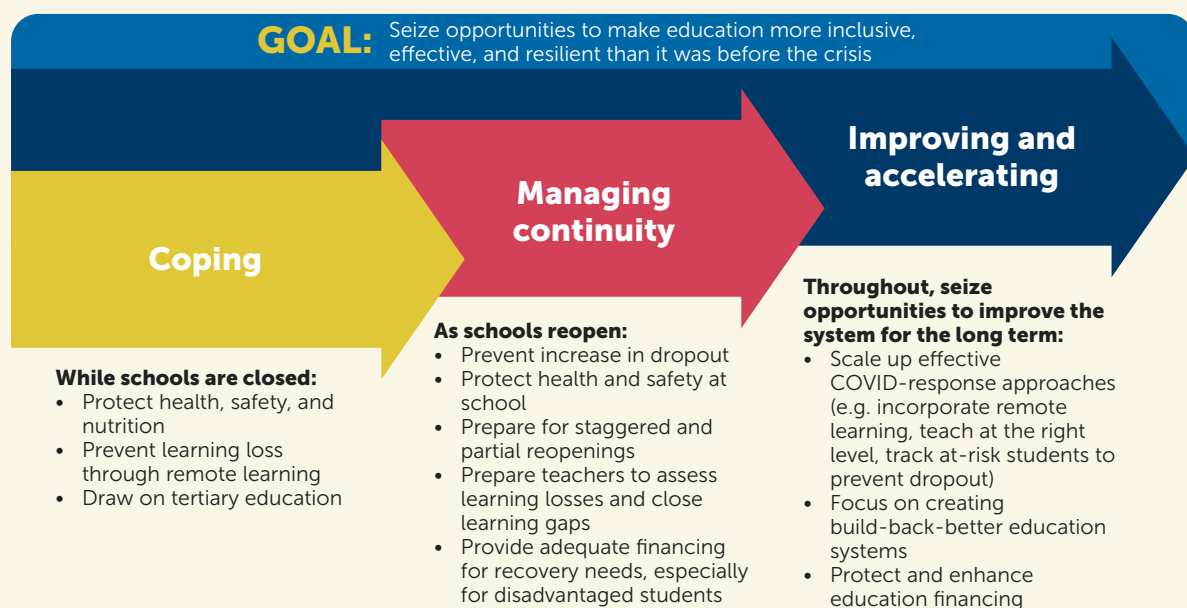 GOAL: Seize opportunities to make education more inclusive,
effective, and resilient than it was before the crisis
Coping
While schools are closed:
• Protect health, safety, and
nutrition
• Prevent learning loss
through remote learning
• Draw on tertiary education
Managing
continuity
As schools reopen:
• Prevent increase in dropout
• Protect health and safety at
school
• Prepare for staggered and
partial reopenings
• Prepare teachers to assess
learning losses and close
learning gaps
• Provide adequate financing
for recovery needs, especially
for disadvantaged students
Improving and
accelerating
Throughout, seize
opportunities to improve the
system for the long term:
• Scale up effective
COVID-response approaches
(e.g. incorporate remote
learning, teach at the right
level, track at-risk students to
prevent dropout)
• Focus on creating
build-back-better education
systems
• Protect and enhance
education financing